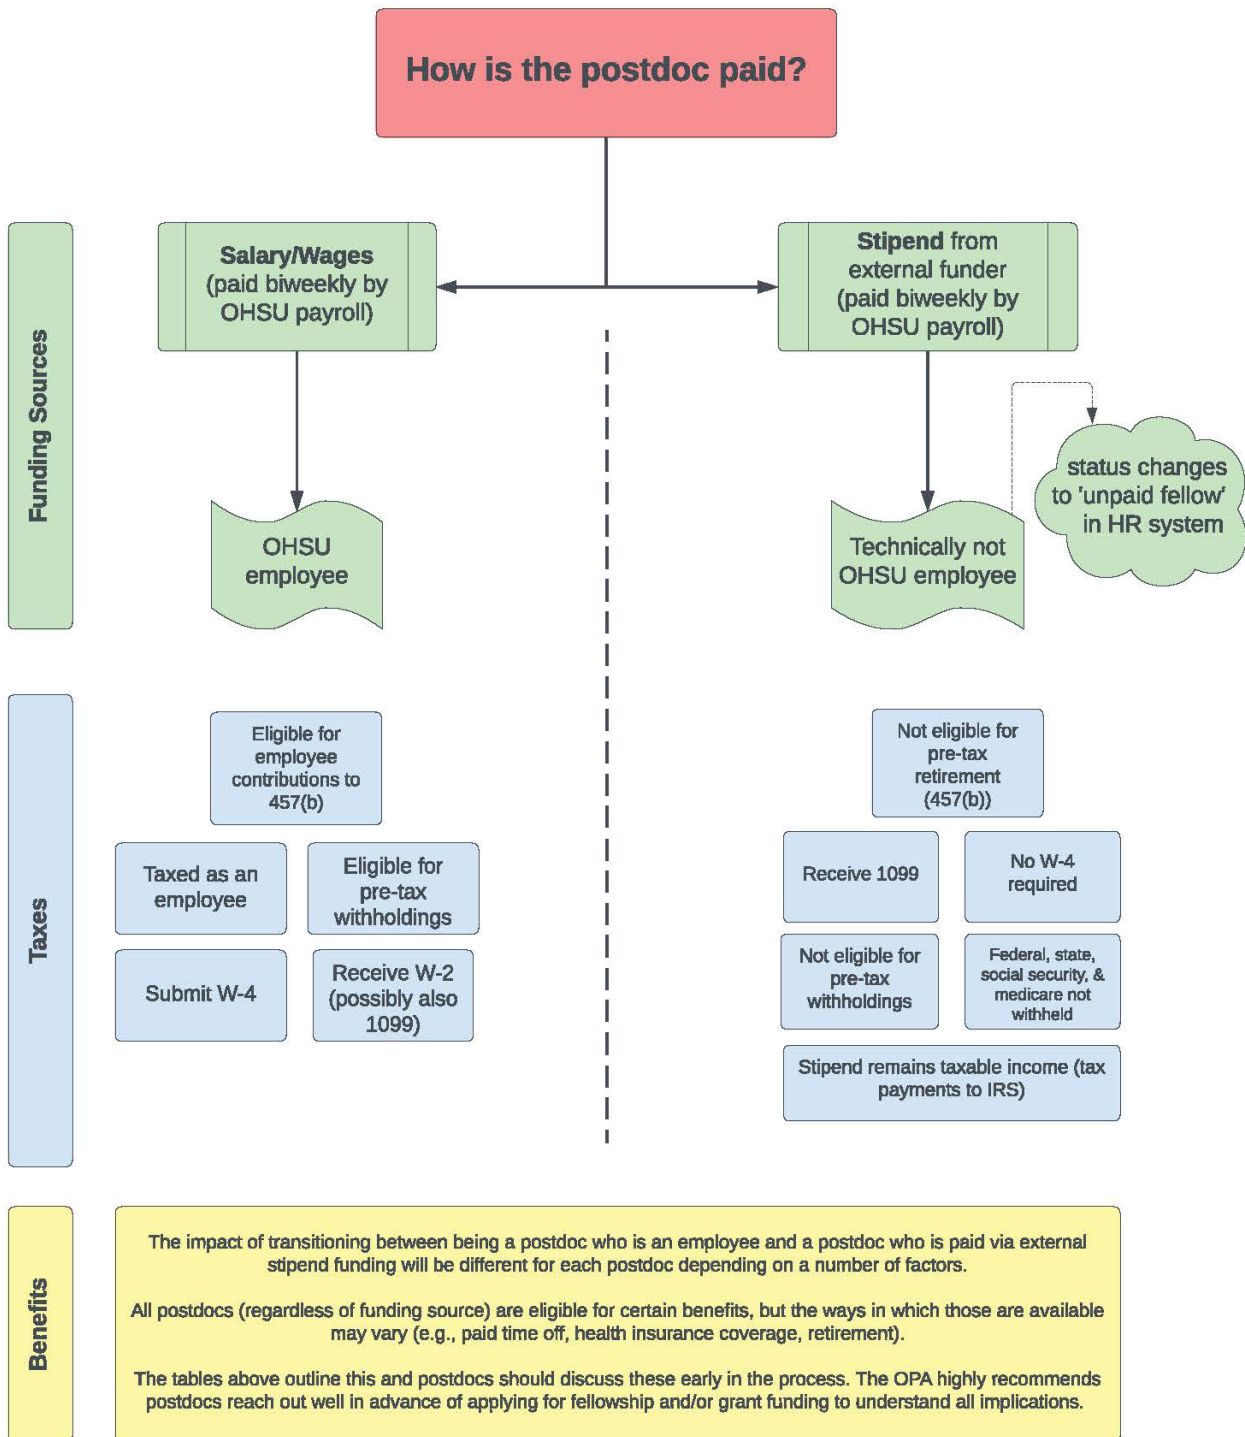 How is the postdoc paid?
Funding Sources
Salary/Wages
(paid biweekly by
OHSU payroll)
Stipend from
external funder
(paid biweekly by
OHSU payroll)
OHSU
employee
Technically not
OHSU employee
status changes
to 'unpaid fellow'
in HR system
Taxes
Eligible for
employee
contributions to
457(b)
Taxed as an
employee
Eligible for
pre-tax
withholdings
Submit W-4
Receive W-2
(possibly also
1099)
Not eligible for
pre-tax
retirement
(457(b))
Receive 1099
No W-4
required
Not eligible for
pre-tax
withholdings
Federal, state,
social security, &
medicare not
withheld
Stipend remains taxable income (tax
payments to IRS)
Benefits
The impact of transitioning between being a postdoc who is an employee and a postdoc who is paid via external
stipend funding will be different for each postdoc depending on a number of factors.
All postdocs (regardless of funding source) are eligible for certain benefits, but the ways in which those are available
may vary (e.g., paid time off, health insurance coverage, retirement).
The tables above outline this and postdocs should discuss these early in the process. The OPA highly recommends
postdocs reach out well in advance of applying for fellowship and/or grant funding to understand all implications.